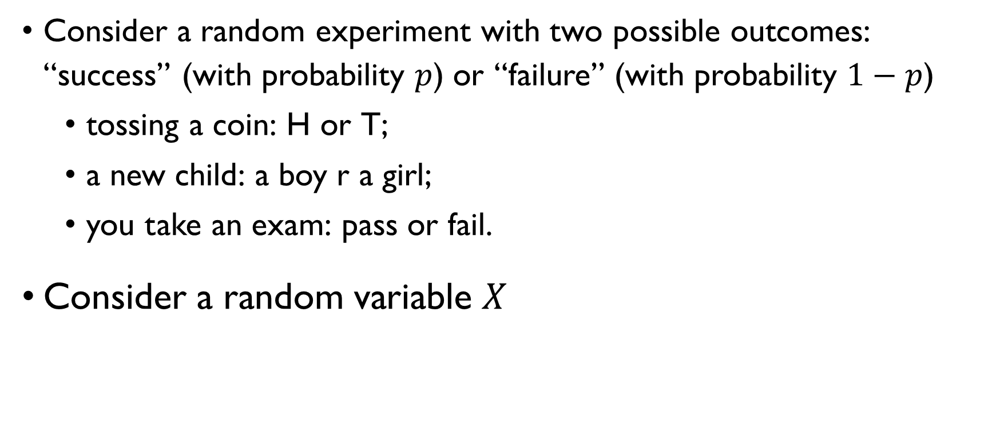 • Consider a random experiment with two possible outcomes:
“success” (with probability p) or “failure” (with probability 1 − p)
• tossing a coin: H or T;
• a new child: a boy r a girl;
• you take an exam: pass or fail.
• Consider a random variable X